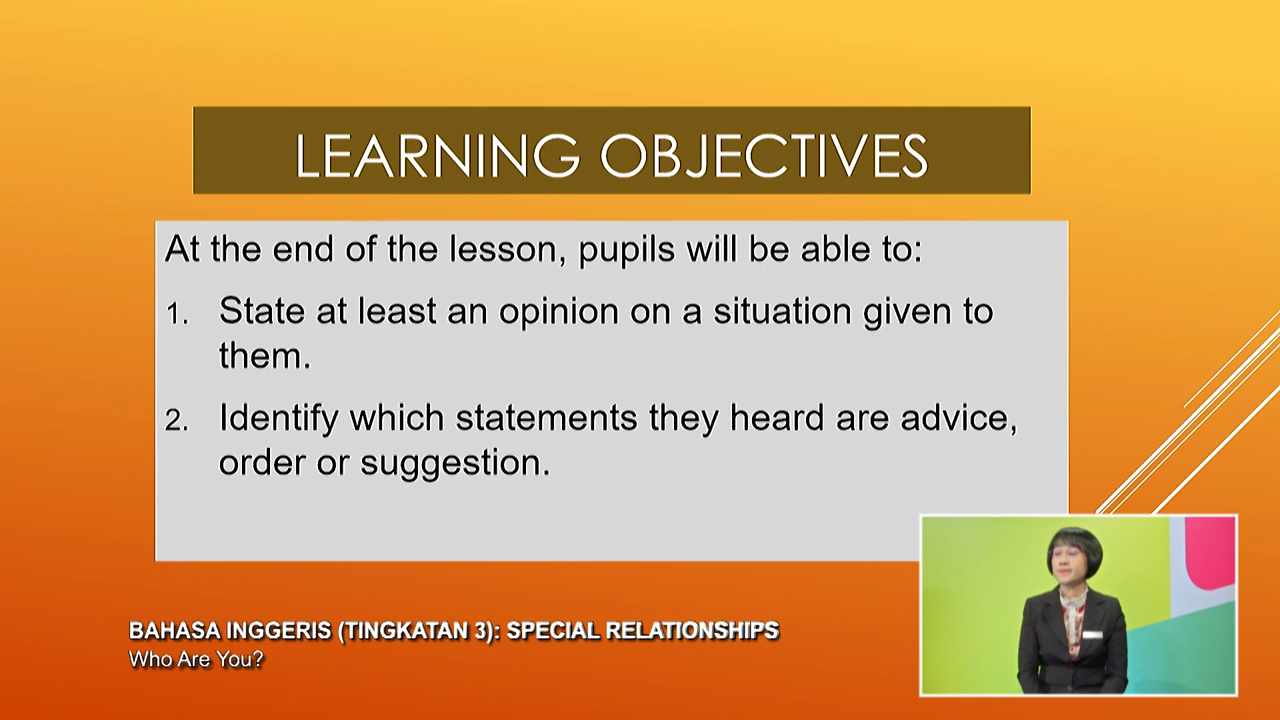 LEARNING OBJECTIVES
At the end of the lesson, pupils will be able to:
1. State at least an opinion on a situation given to
them.
2. Identify which statements they heard are advice,
order or suggestion.
BAHASA INGGERIS (TINGKATAN 3): SPECIAL RELATIONSHIPS
Who Are You?